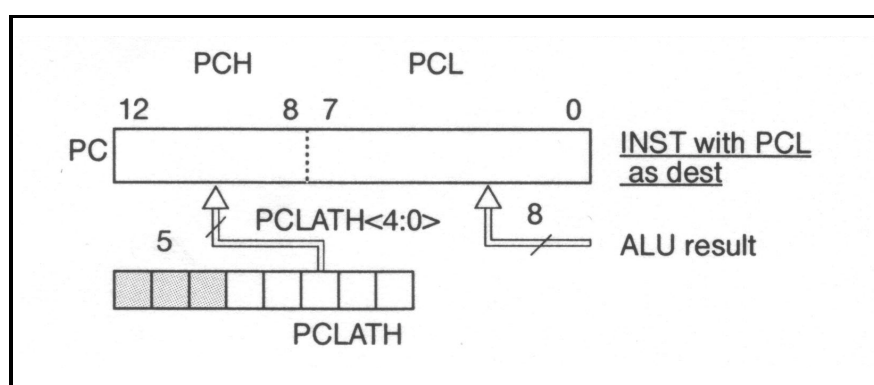 PCH PCL
12 8 7 0
PC
INST with PCL
as dest
5 PCLATH<4:0> 8
ALU result
PCLATH